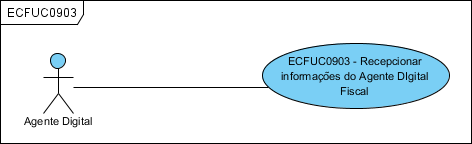 ECFUC0903
ECFUC0903 - Recepcionar
informações do Agente DIgital
Fiscal
Agente Digital